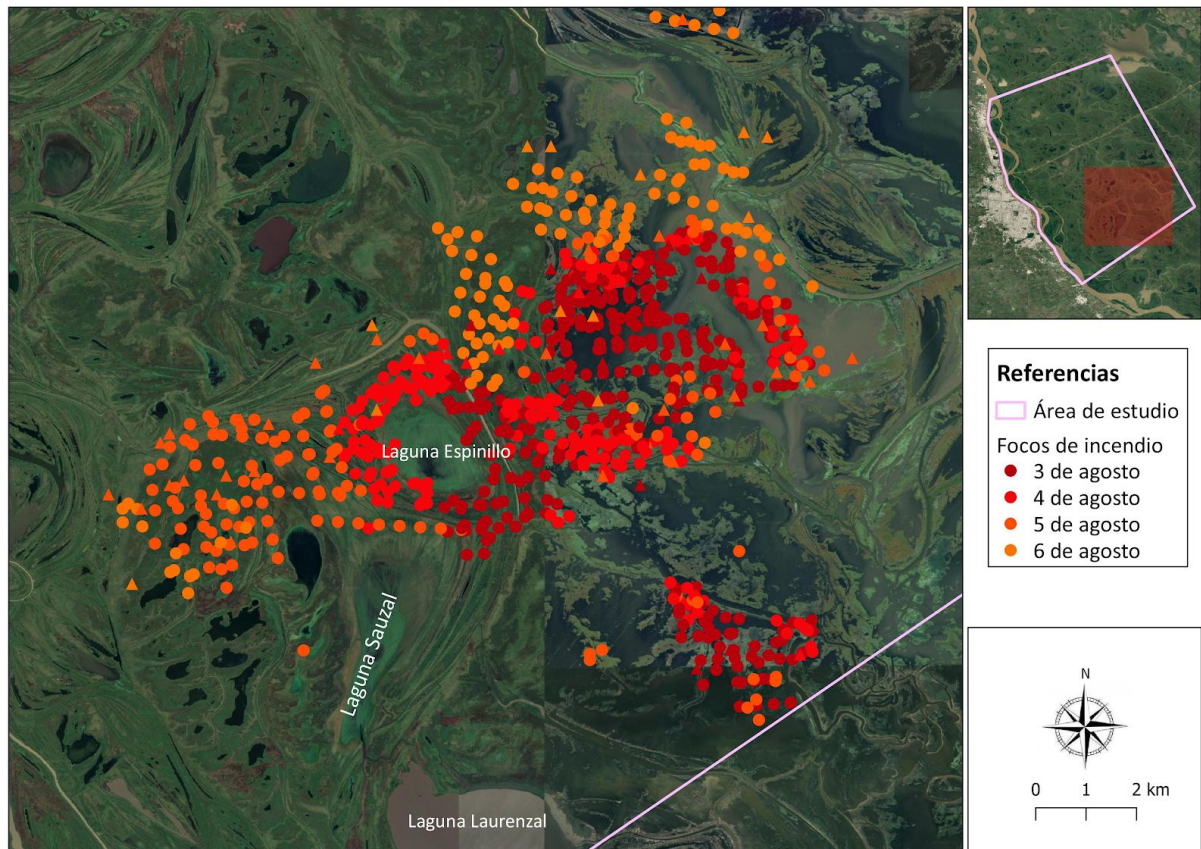 Laguna Espinillo
Laguna Sauzal
Laguna Laurenzal
Referencias
Área de estudio
Focos de incendio
3 de agosto
4 de agosto
5 de agosto
6 de agosto
N
0 1 2 km